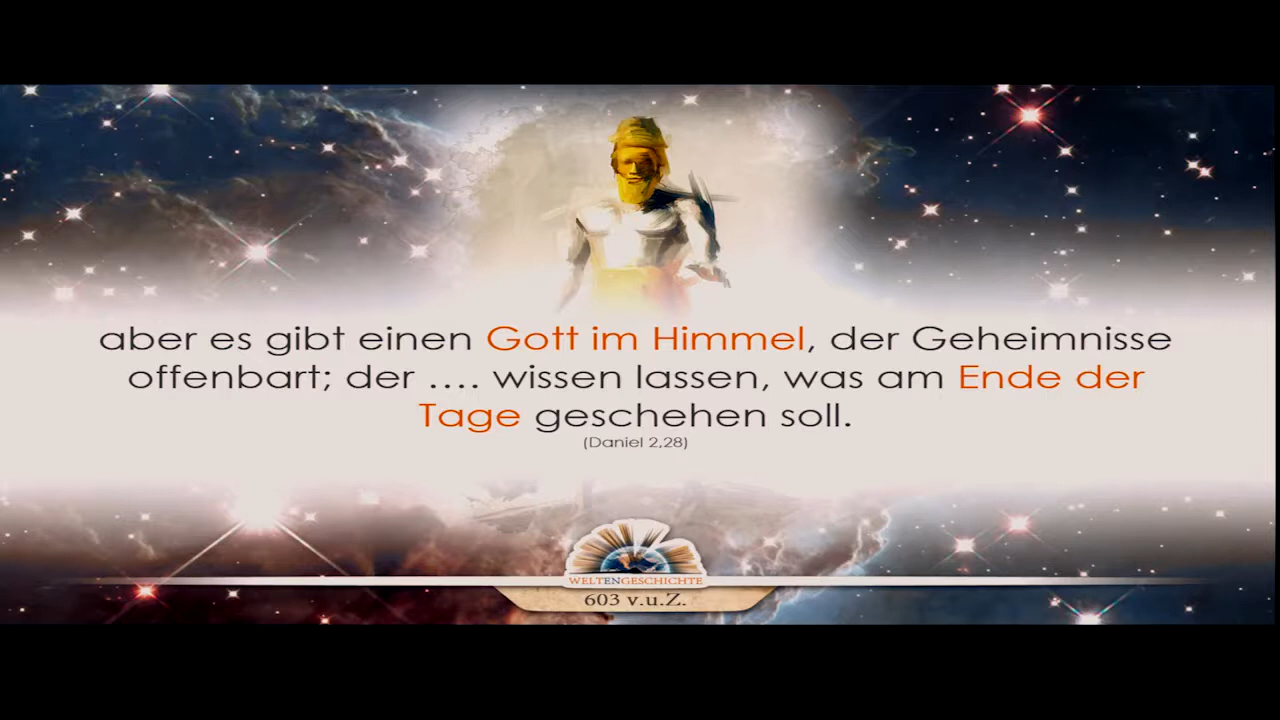 aber es gibt einen Gott im Himmel, der Geheimnisse
offenbart; der .... wissen lassen, was am Ende der
Tage geschehen soll.
(Daniel 2,28)
WELTENGESCHICHTE
603 v.u.Z.